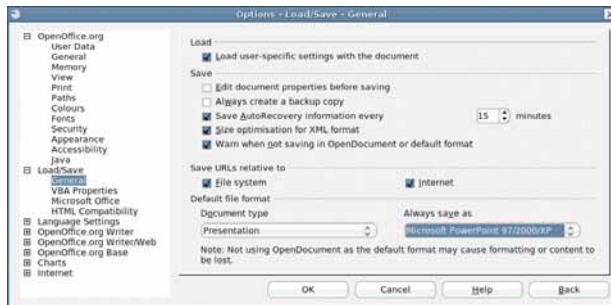 Options - Load/Save - General
OpenOffice.org
User Data
General
Memory
View
Print
Paths
Colours
Fonts
Security
Appearance
Accessibility
Java
Load/Save
General
VBA Properties
Microsoft Office
HTML Compatibility
Language Settings
OpenOffice.org Writer
OpenOffice.org Writer/Web
OpenOffice.org Base
Charts
Internet
Load
Load user-specific settings with the document
Save
Edit document properties before saving
Always create a backup copy
Save AutoRecovery information every 15 minutes
Size optimisation for XML format
Warn when not saving in OpenDocument or default format
Save URLs relative to
File system Internet
Default file format
Document type Always save as
Presentation Microsoft PowerPoint 97/2000/XP
Note: Not using OpenDocument as the default format may cause formatting or content to
be lost.
OK Cancel Help Back